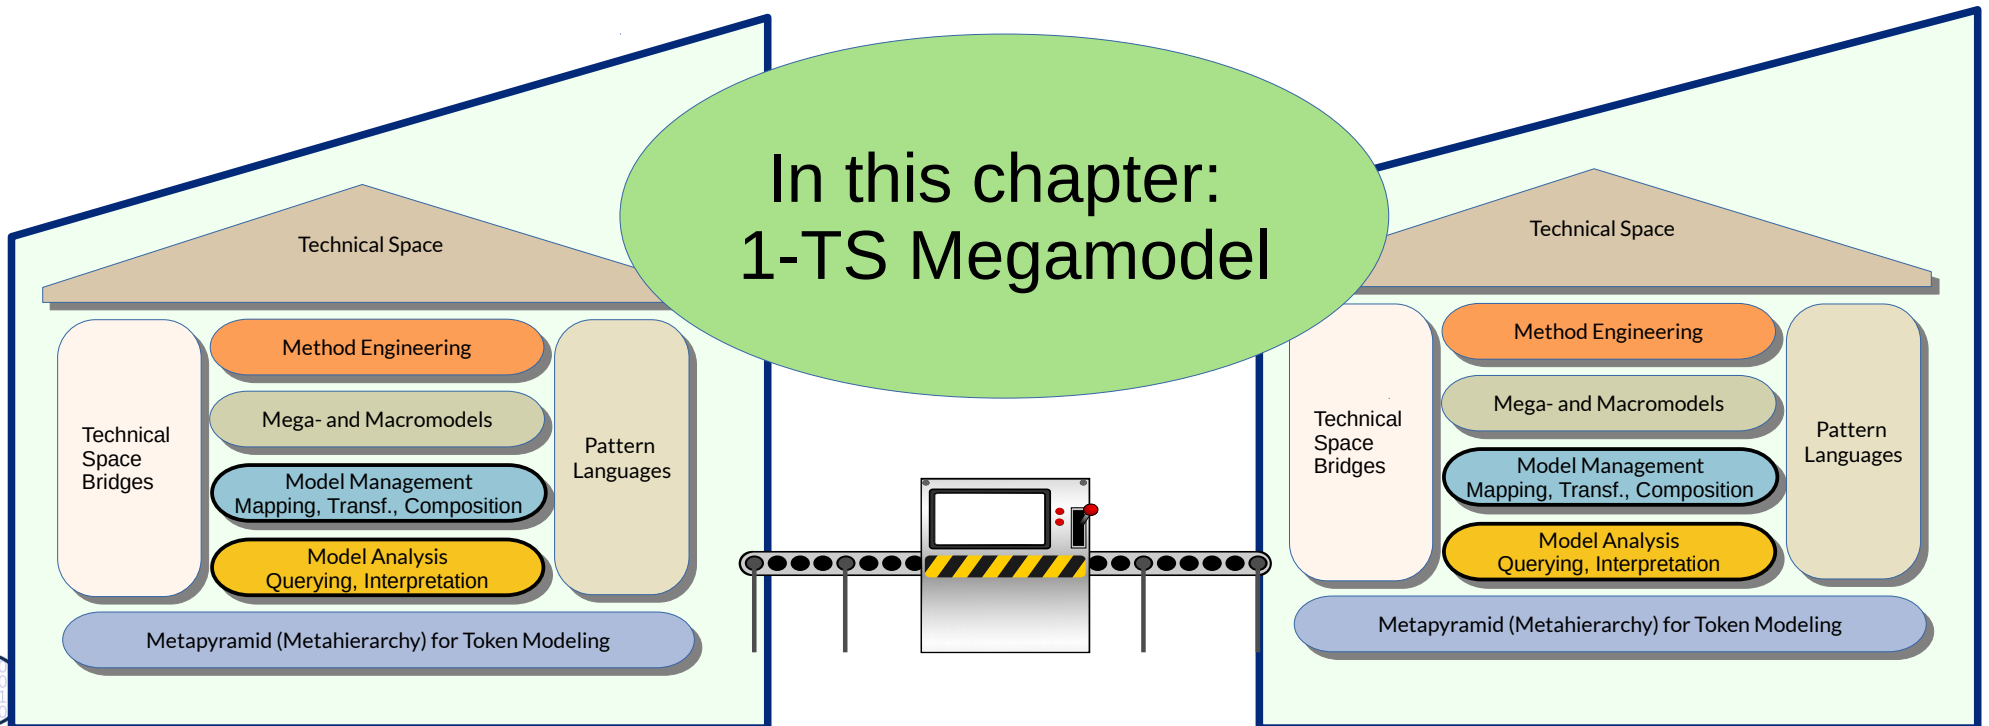 In this chapter:
1-TS Megamodel
Technical Space
Method Engineering
Mega- and Macromodels
Technical
Space
Bridges
Pattern
Languages
Model Management
Mapping, Transf., Composition
Model Analysis
Querying, Interpretation
Metapyramid (Metahierarchy) for Token Modeling
Technical Space
Method Engineering
Mega- and Macromodels
Technical
Space
Bridges
Pattern
Languages
Model Management
Mapping, Transf., Composition
Model Analysis
Querying, Interpretation
Metapyramid (Metahierarchy) for Token Modeling